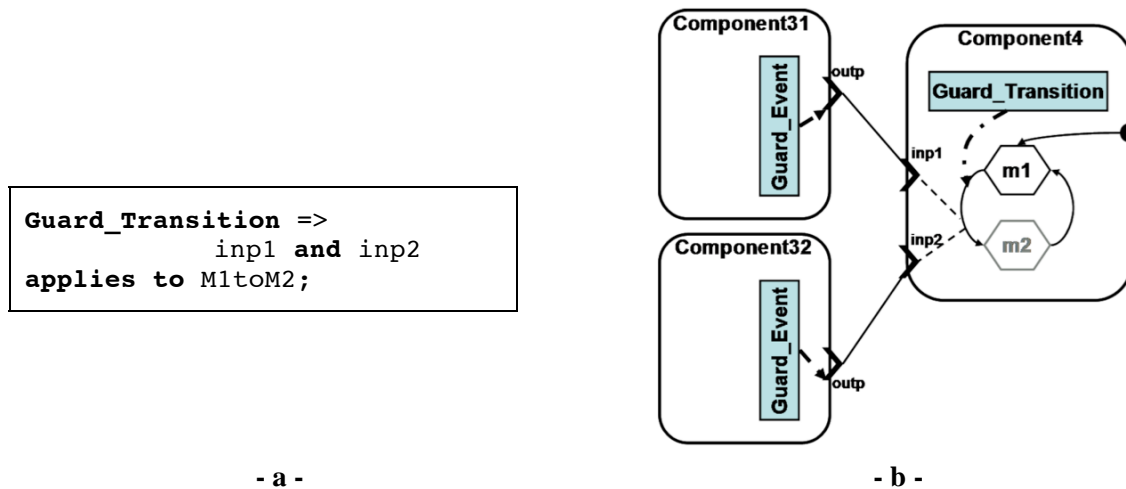 Guard_Transition =>
inp1 and inp2
applies to M1toM2;
- a -
Component31
Guard_Event
outp
Component32
Guard_Event
outp
Component4
Guard_Transition
inp1
m1
inp2
m2
- b -